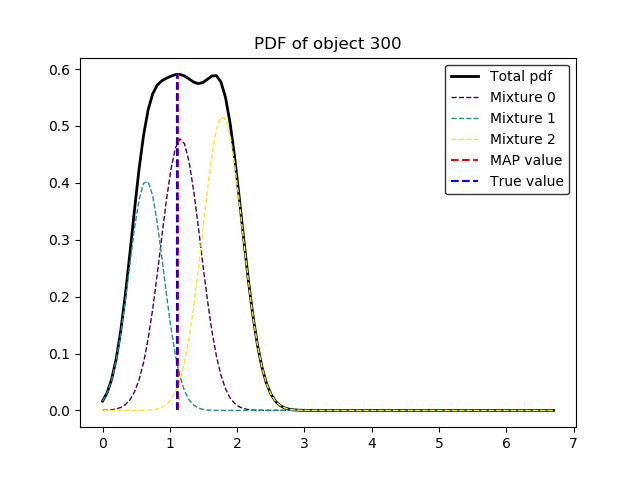 PDF of object 300
Total pdf
Mixture 0
Mixture 1
Mixture 2
MAP value
True value
0.6
0.5
0.4
0.3
0.2
0.1
0.0
0 1 2 3 4 5 6 7